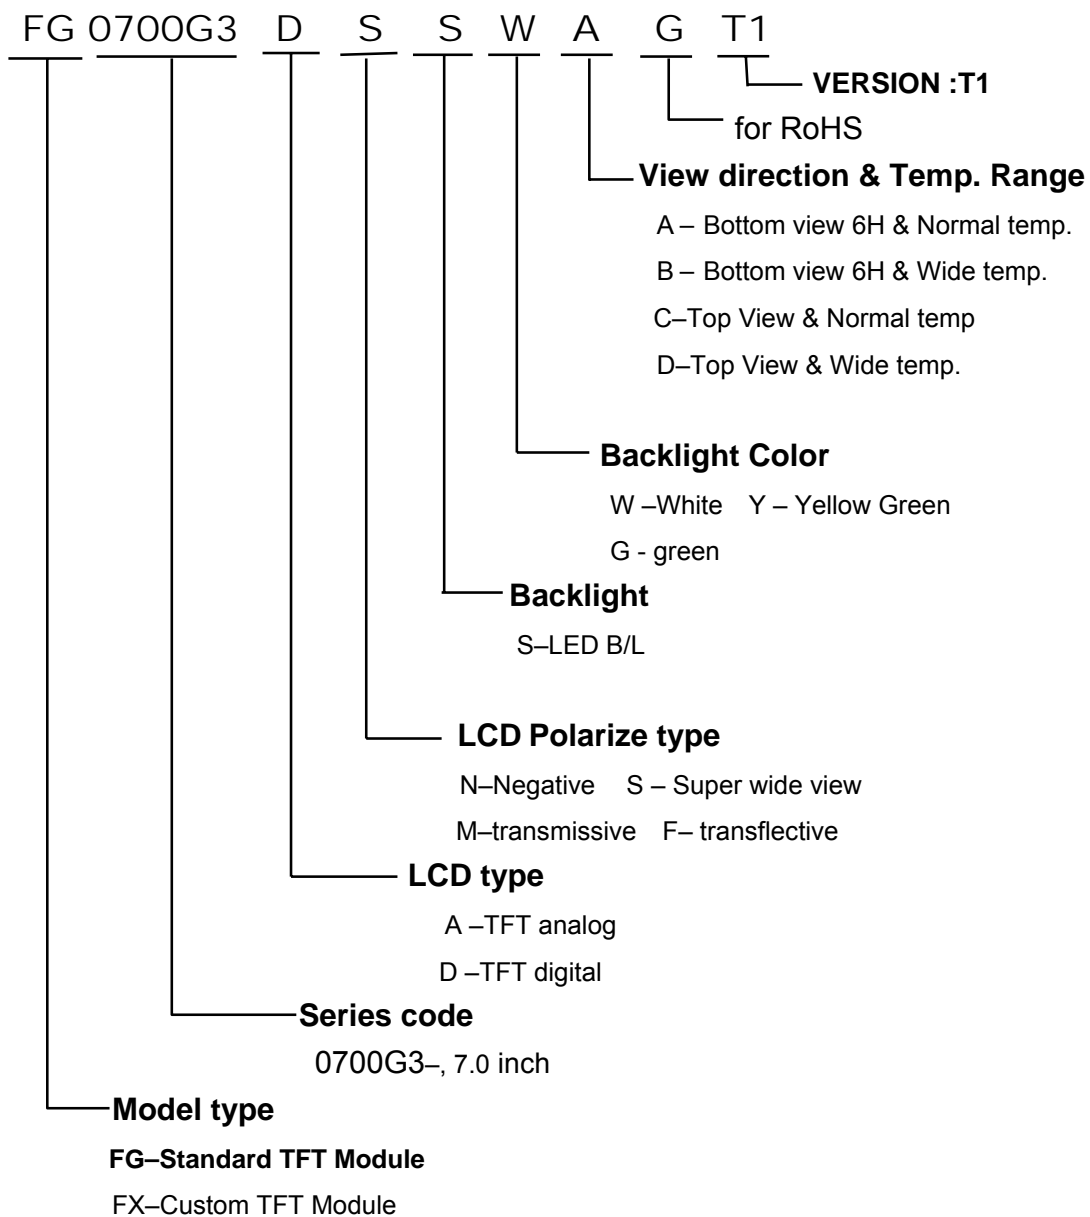 FG 0700G3 D S S W A G T1
VERSION :T1
for RoHS
View direction & Temp. Range
A – Bottom view 6H & Normal temp.
B – Bottom view 6H & Wide temp.
C–Top View & Normal temp
D–Top View & Wide temp.
Backlight Color
W –White Y – Yellow Green
G - green
Backlight
S–LED B/L
LCD Polarize type
N–Negative S – Super wide view
M–transmissive F– transflective
LCD type
A –TFT analog
D –TFT digital
Series code
0700G3–, 7.0 inch
Model type
FG–Standard TFT Module
FX–Custom TFT Module